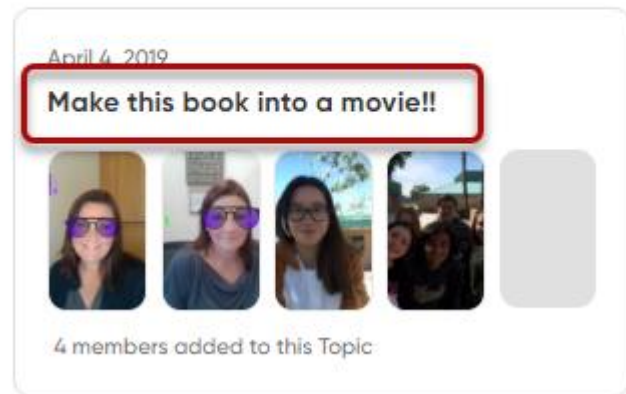 April 4, 2019
Make this book into a movie!!
4 members added to this Topic